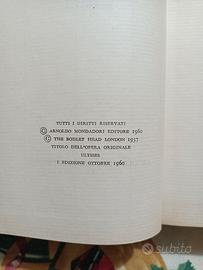 TUTTI I DIRITTI RISERVATI
© ARNOLDO MONDADORI EDITORE 1960
© THE BODLEY HEAD LONDON 1937
TITOLO DELL'OPERA ORIGINALE
ULYSSES
I EDIZIONE OTTOBRE 1960
subito